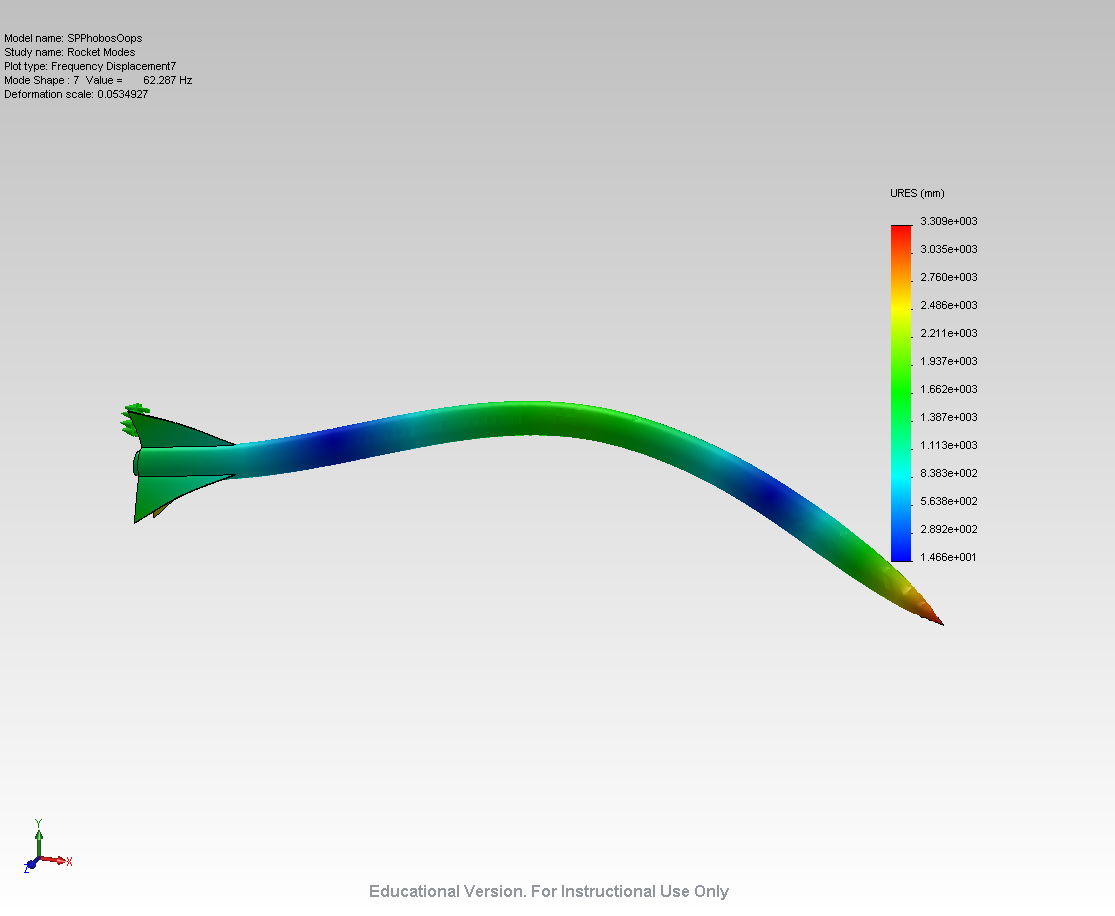 Model name: SPPhobosOops
Study name: Rocket Modes
Plot type: Frequency Displacement7
Mode Shape : 7  Value =      62.287 Hz
Deformation scale: 0.0534927
URES (mm)
3.309e+003
3.035e+003
2.760e+003
2.486e+003
2.211e+003
1.937e+003
1.662e+003
1.387e+003
1.113e+003
8.383e+002
5.638e+002
2.892e+002
1.466e+001
Y
X
Z
Educational Version. For Instructional Use Only